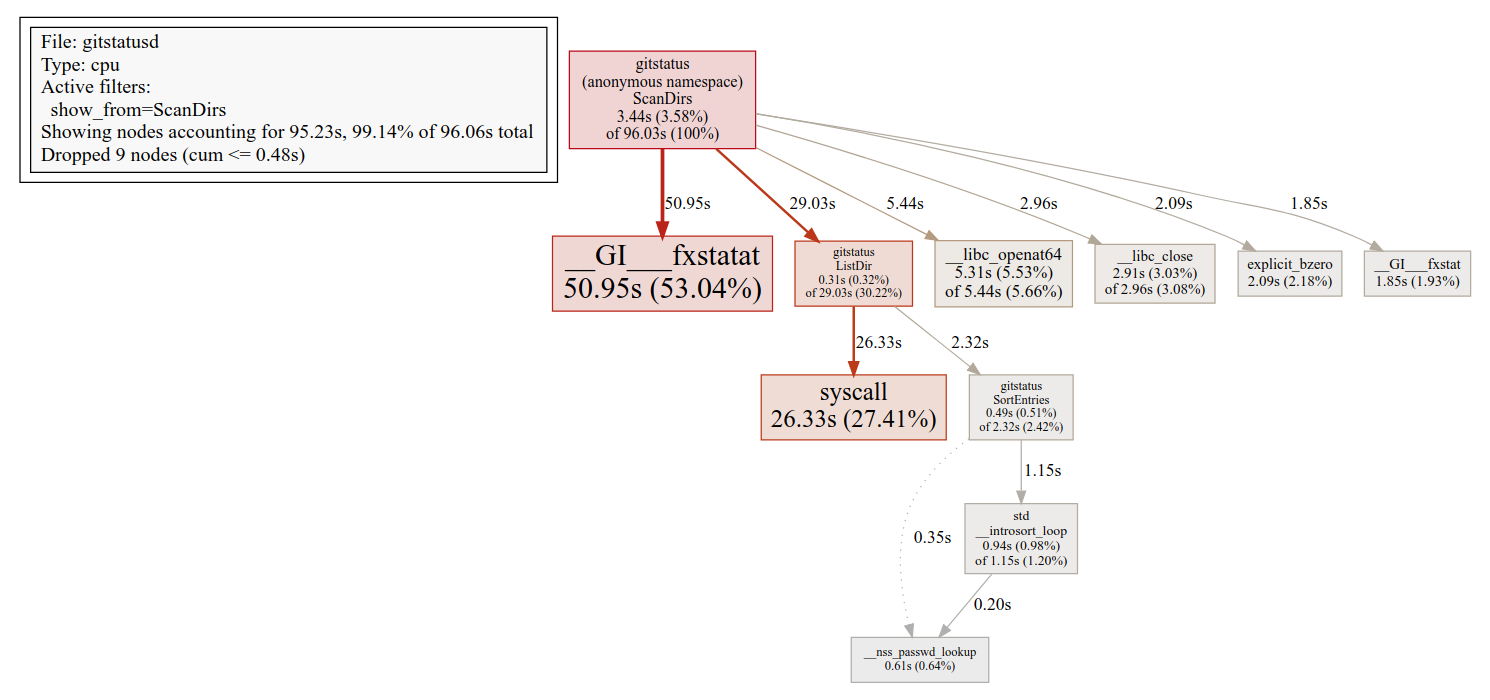 File: gitstatusd
Type: cpu
Active filters:
show_from=ScanDirs
Showing nodes accounting for 95.23s, 99.14% of 96.06s total
Dropped 9 nodes (cum <= 0.48s)
gitstatus
(anonymous namespace)
ScanDirs
3.44s (3.58%)
of 96.03s (100%)
50.95s
29.03s
5.44s
2.96s
2.09s
1.85s
__GI___fxstatat
50.95s (53.04%)
gitstatus
ListDir
0.31s (0.32%)
of 29.03s (30.22%)
__libc_openat64
5.31s (5.53%)
of 5.44s (5.66%)
__libc_close
2.91s (3.03%)
of 2.96s (3.08%)
explicit_bzero
2.09s (2.18%)
__GI___fxstat
1.85s (1.93%)
26.33s
2.32s
syscall
26.33s (27.41%)
gitstatus
SortEntries
0.49s (0.51%)
of 2.32s (2.42%)
1.15s
0.35s
std
__introsort_loop
0.94s (0.98%)
of 1.15s (1.20%)
0.20s
__nss_passwd_lookup
0.61s (0.64%)